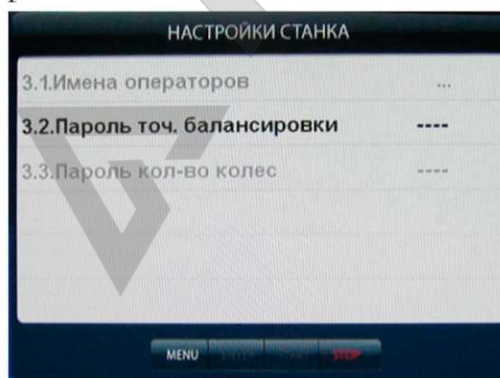 НАСТРОЙКИ СТАНКА
3.1.Имена операторов ...
3.2.Пароль точ. балансировки ----
3.3.Пароль кол-во колес ----
MENU ENTER STOP